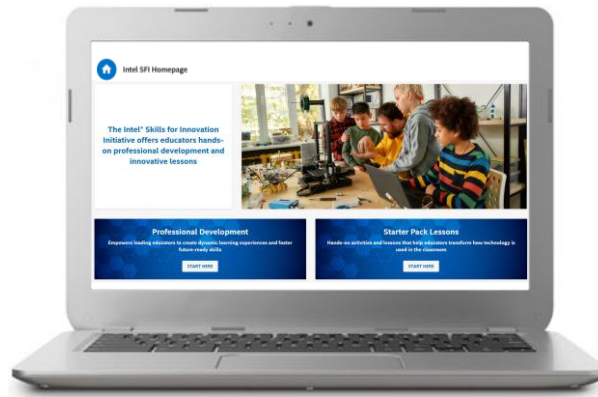 Intel SFI Homepage
The Intel® Skills for Innovation
Initiative offers educators hands-
on professional development and
innovative lessons
Professional Development
Empowers leading educators to create dynamic learning experiences and foster
future-ready skills
START HERE
Starter Pack Lessons
Hands-on activities and lessons that help educators transform how technology is
used in the classroom
START HERE